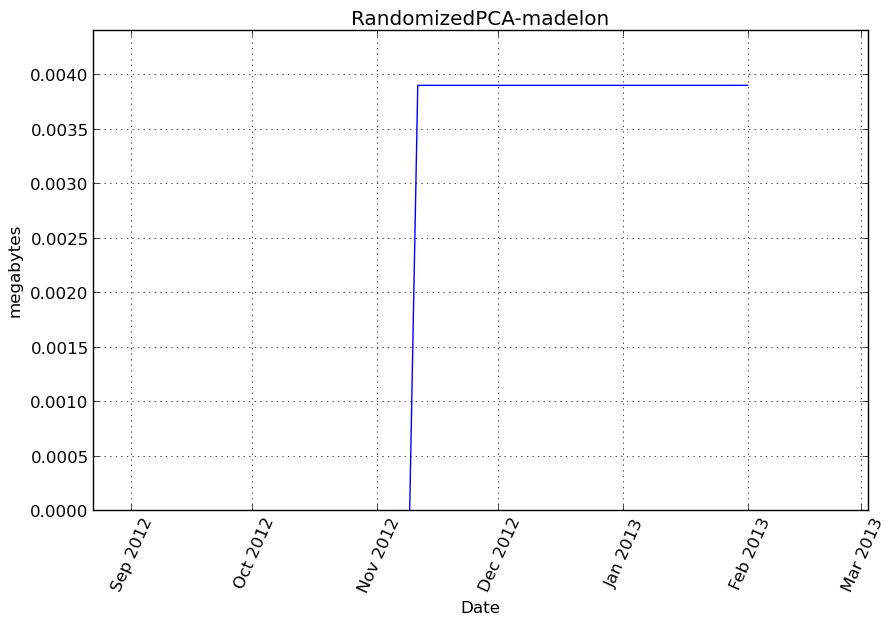 RandomizedPCA-madelon
0.0040
0.0035
0.0030
0.0025
0.0020
0.0015
0.0010
0.0005
0.0000
megabytes
Sep 2012
Oct 2012
Nov 2012
Dec 2012
Jan 2013
Feb 2013
Mar 2013
Date